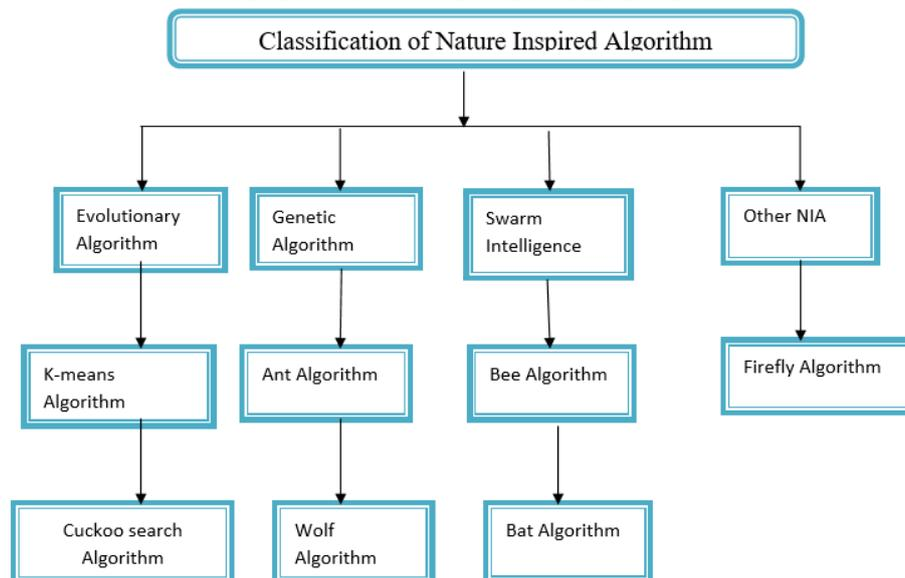 Classification of Nature Inspired Algorithm
Evolutionary
Algorithm
Genetic
Algorithm
Swarm
Intelligence
Other NIA
K-means
Algorithm
Ant Algorithm
Bee Algorithm
Firefly Algorithm
Cuckoo search
Algorithm
Wolf
Algorithm
Bat Algorithm